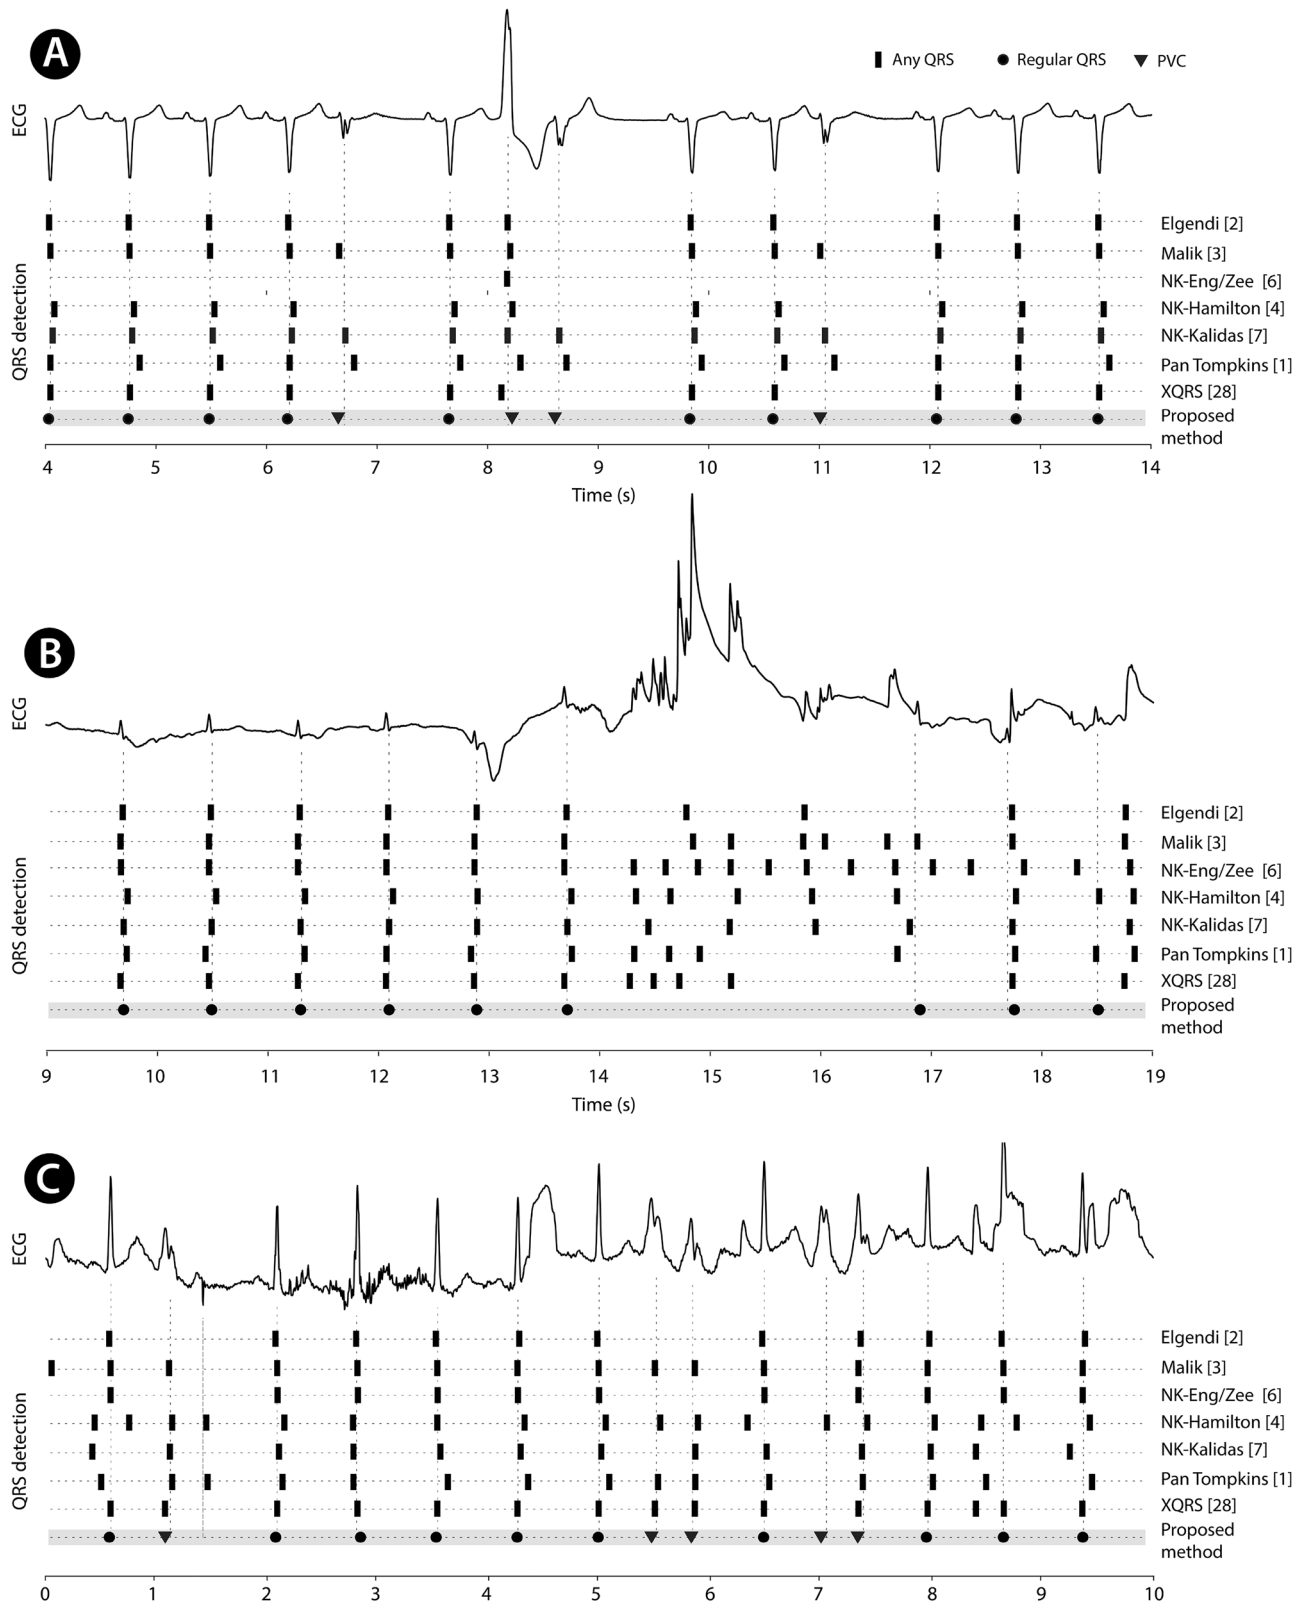 A
Any QRS
Regular QRS
PVC
ECG
QRS detection
Elgendi [2]
Malik [3]
NK-Eng/Zee [6]
NK-Hamilton [4]
NK-Kalidas [7]
Pan Tompkins [1]
XQRS [28]
Proposed
method
4 5 6 7 8 9 10 11 12 13 14
Time (s)
B
ECG
QRS detection
Elgendi [2]
Malik [3]
NK-Eng/Zee [6]
NK-Hamilton [4]
NK-Kalidas [7]
Pan Tompkins [1]
XQRS [28]
Proposed
method
9 10 11 12 13 14 15 16 17 18 19
Time (s)
C
ECG
QRS detection
Elgendi [2]
Malik [3]
NK-Eng/Zee [6]
NK-Hamilton [4]
NK-Kalidas [7]
Pan Tompkins [1]
XQRS [28]
Proposed
method
0 1 2 3 4 5 6 7 8 9 10